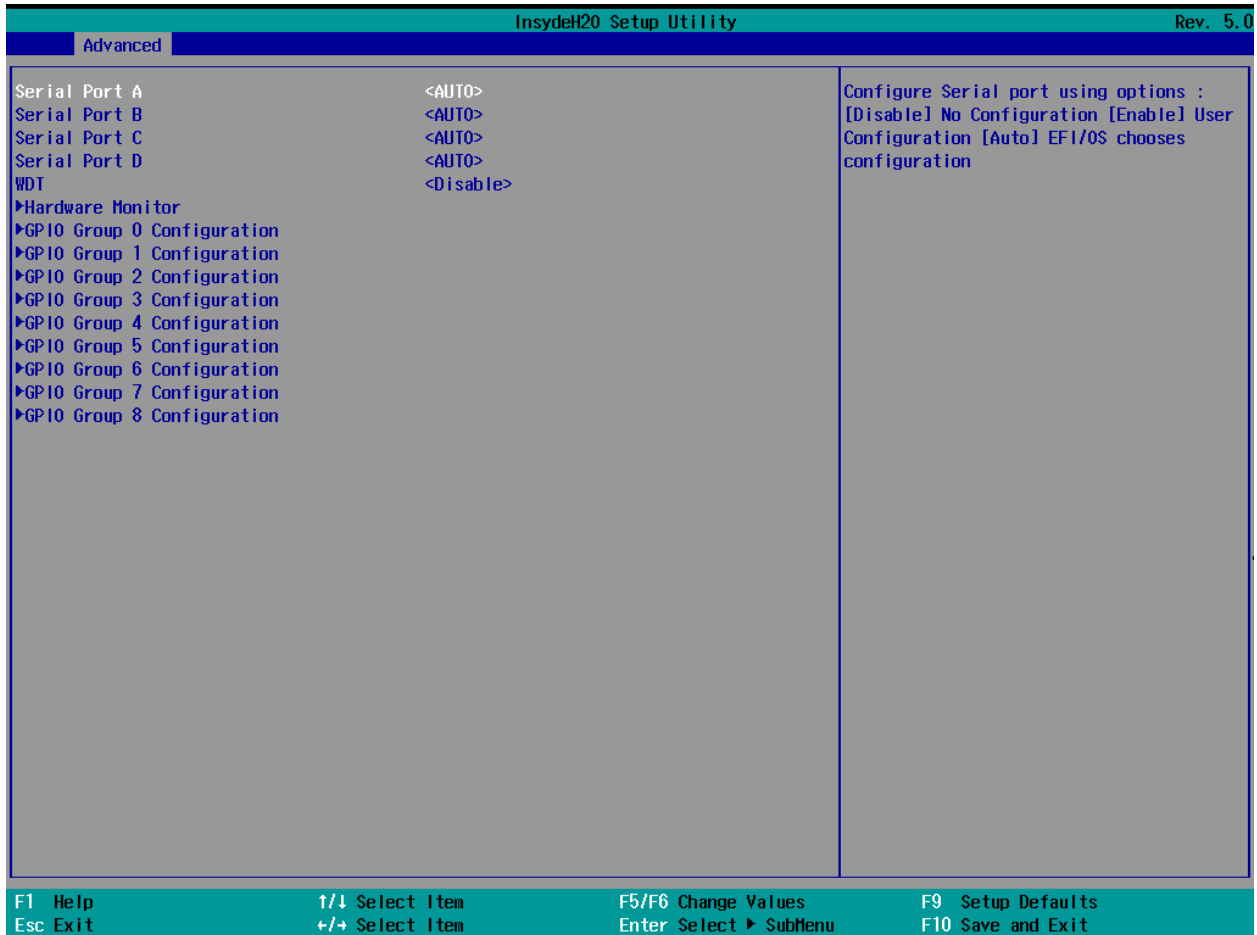 InsydeH20 Setup Utility Rev. 5.0
Advanced
Serial Port A <AUTO>
Serial Port B <AUTO>
Serial Port C <AUTO>
Serial Port D <AUTO>
WDT <Disable>
▶Hardware Monitor
▶GPIO Group 0 Configuration
▶GPIO Group 1 Configuration
▶GPIO Group 2 Configuration
▶GPIO Group 3 Configuration
▶GPIO Group 4 Configuration
▶GPIO Group 5 Configuration
▶GPIO Group 6 Configuration
▶GPIO Group 7 Configuration
▶GPIO Group 8 Configuration
Configure Serial port using options :
[Disable] No Configuration [Enable] User
Configuration [Auto] EFI/OS chooses
configuration
F1 Help ↑/↓ Select Item F5/F6 Change Values F9 Setup Defaults
Esc Exit ←/→ Select Item Enter Select ▶ SubMenu F10 Save and Exit